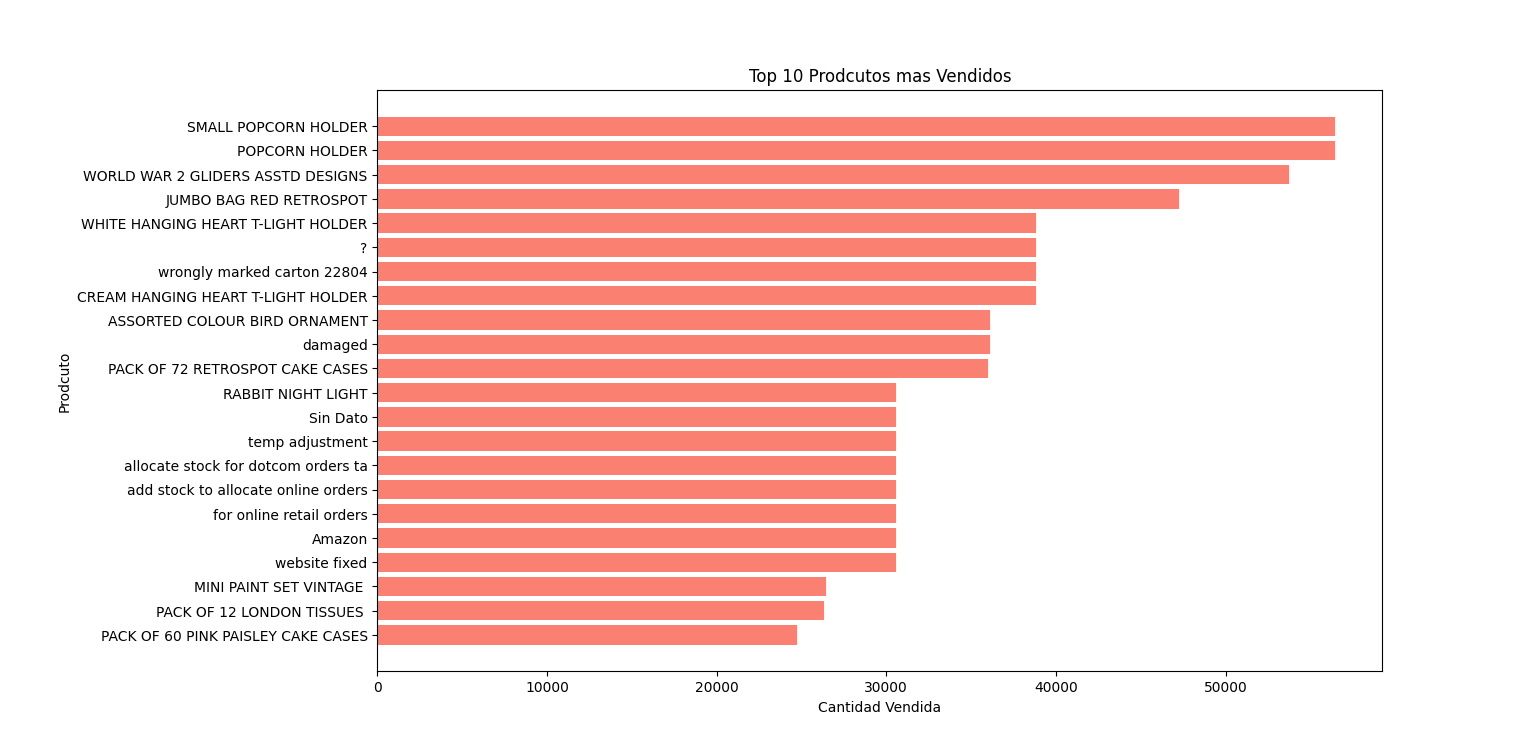 Top 10 Prodcutos mas Vendidos
SMALL POPCORN HOLDER
POPCORN HOLDER
WORLD WAR 2 GLIDERS ASSTD DESIGNS
JUMBO BAG RED RETROSPOT
WHITE HANGING HEART T-LIGHT HOLDER
?
wrongly marked carton 22804
CREAM HANGING HEART T-LIGHT HOLDER
ASSORTED COLOUR BIRD ORNAMENT
damaged
PACK OF 72 RETROSPOT CAKE CASES
RABBIT NIGHT LIGHT
Sin Dato
temp adjustment
allocate stock for dotcom orders ta
add stock to allocate online orders
for online retail orders
Amazon
website fixed
MINI PAINT SET VINTAGE
PACK OF 12 LONDON TISSUES
PACK OF 60 PINK PAISLEY CAKE CASES
Prodcuto
0 10000 20000 30000 40000 50000
Cantidad Vendida